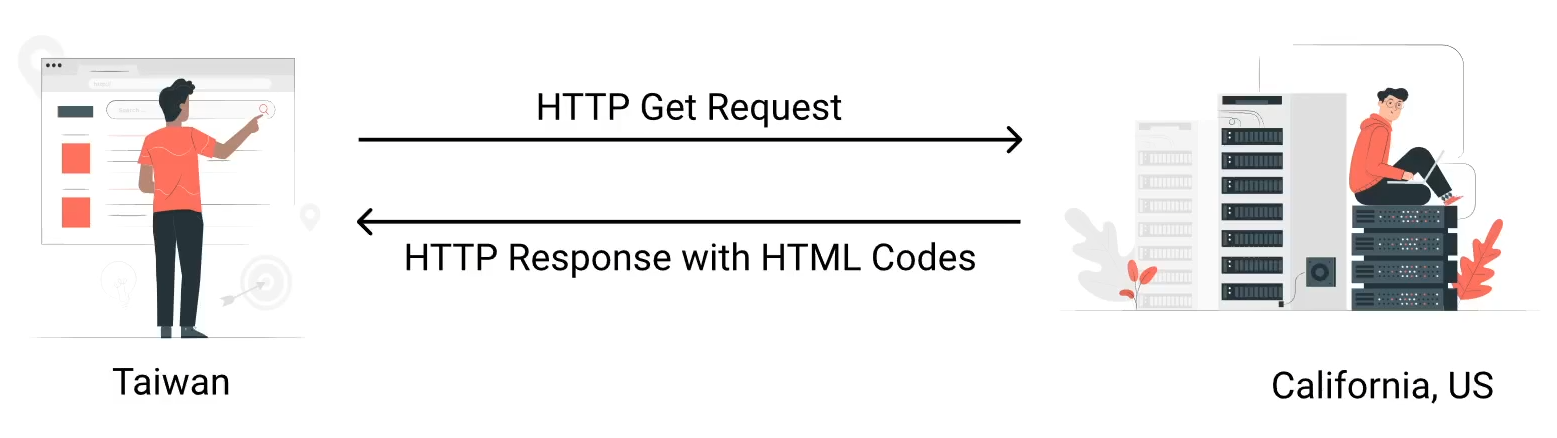 HTTP Get Request
HTTP Response with HTML Codes
Taiwan
California, US